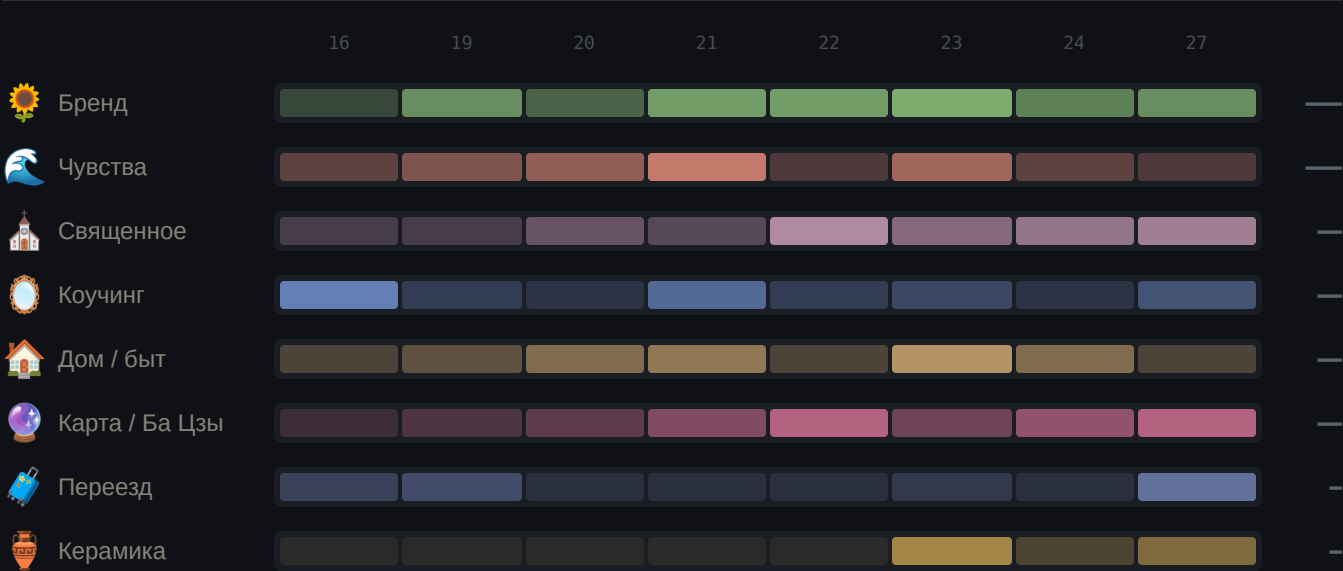 16 19 20 21 22 23 24 27
Бренд
Чувства
Священное
Коучинг
Дом / быт
Карта / Ба Цзы
Переезд
Керамика